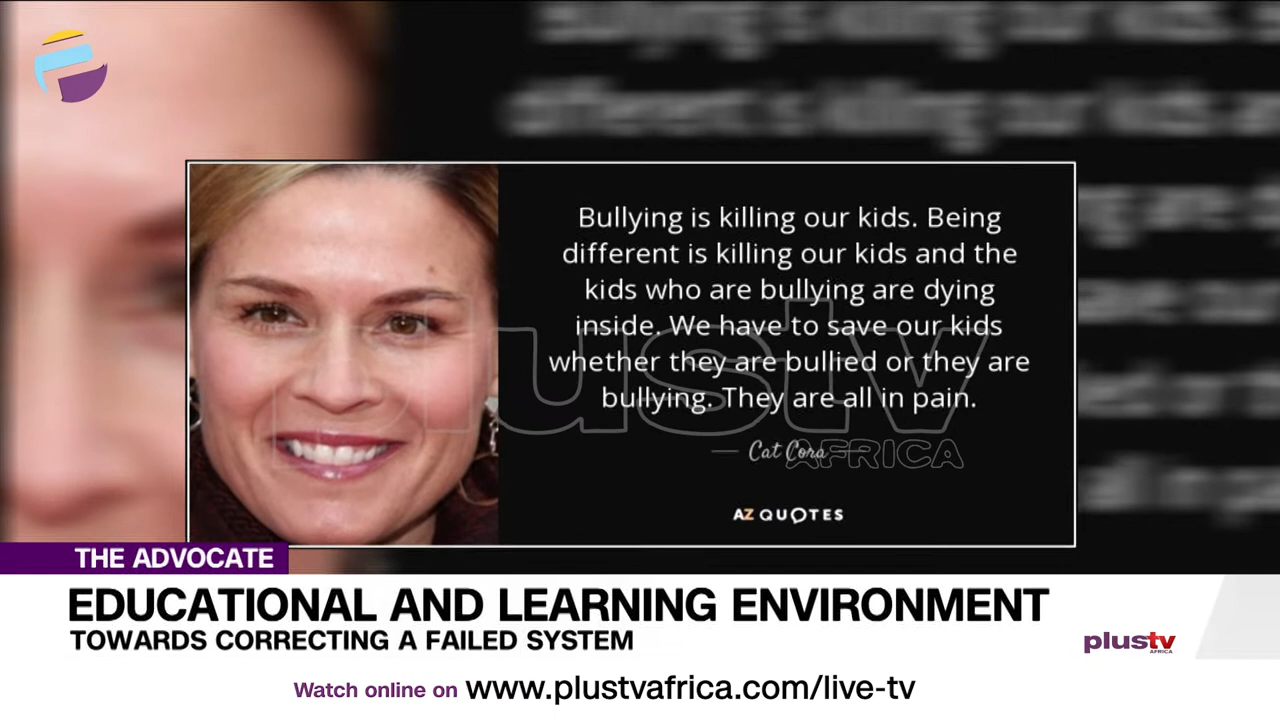 Bullying is killing our kids. Being
different is killing our kids and the
kids who are bullying are dying
inside. We have to save our kids
whether they are bullied or they are
bullying. They are all in pain.
— Cat Cora
AZ QUOTES
plustv
AFRICA
THE ADVOCATE
EDUCATIONAL AND LEARNING ENVIRONMENT
TOWARDS CORRECTING A FAILED SYSTEM
plustv
AFRICA
Watch online on www.plustvafrica.com/live-tv